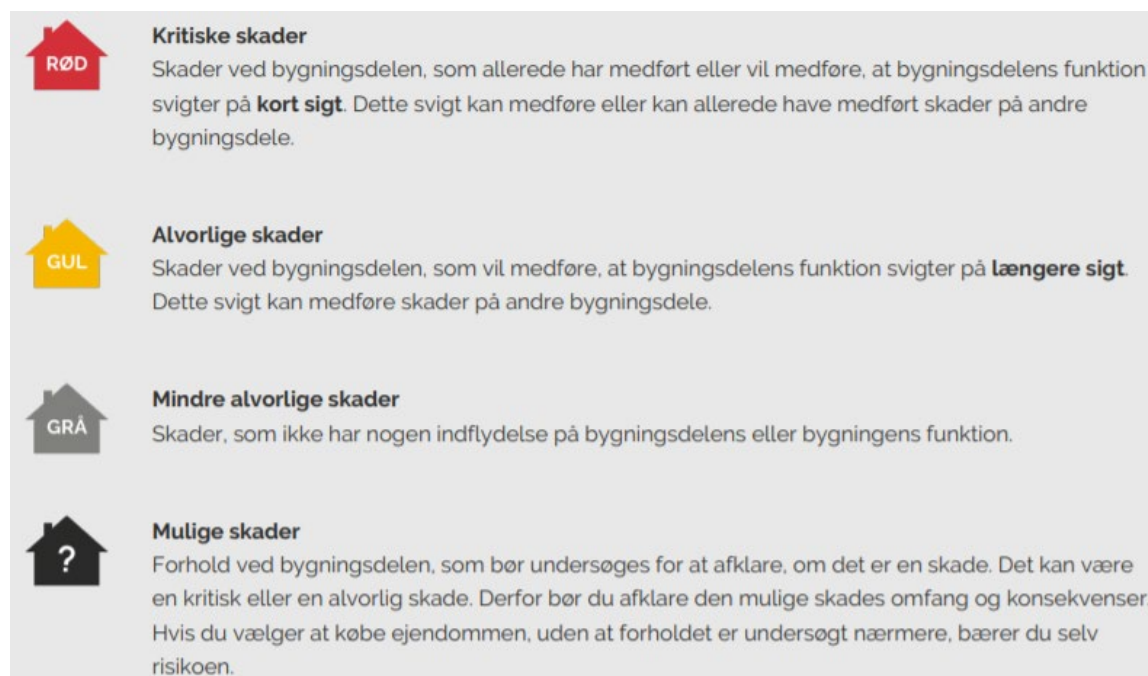 RØD
Kritiske skader
Skader ved bygningsdelen, som allerede har medført eller vil medføre, at bygningsdelens funktion
svigter på kort sigt. Dette svigt kan medføre eller kan allerede have medført skader på andre
bygningsdele.
GUL
Alvorlige skader
Skader ved bygningsdelen, som vil medføre, at bygningsdelens funktion svigter på længere sigt.
Dette svigt kan medføre skader på andre bygningsdele.
GRÅ
Mindre alvorlige skader
Skader, som ikke har nogen indflydelse på bygningsdelens eller bygningens funktion.
?
Mulige skader
Forhold ved bygningsdelen, som bør undersøges for at afklare, om det er en skade. Det kan være
en kritisk eller en alvorlig skade. Derfor bør du afklare den mulige skades omfang og konsekvenser.
Hvis du vælger at købe ejendommen, uden at forholdet er undersøgt nærmere, bærer du selv
risikoen.